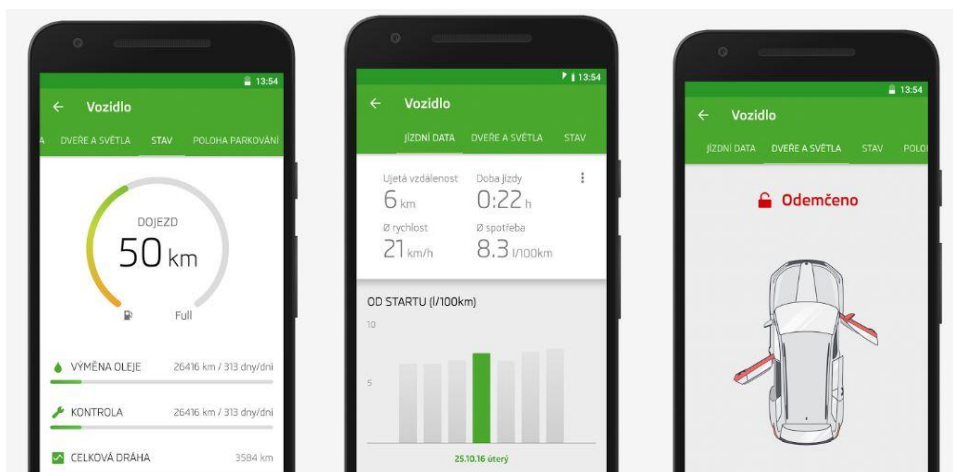 13:54
Vozidlo
A DVEŘE A SVĚTLA STAV POLOHA PARKOVÁNÍ
DOJEZD
50 km
Full
VÝMĚNA OLEJE 26416 km / 313 dny/dní
KONTROLA 26416 km / 313 dny/dní
CELKOVÁ DRÁHA 3584 km
13:54
Vozidlo
JÍZDNÍ DATA DVEŘE A SVĚTLA STAV
Ujetá vzdálenost Doba jízdy
6 km 0:22 h
Ø rychlost Ø spotřeba
21 km/h 8.3 l/100km
OD STARTU (l/100km)
10
5
25.10.16 úterý
13:54
Vozidlo
JÍZDNÍ DATA DVEŘE A SVĚTLA STAV POLO
Odemčeno